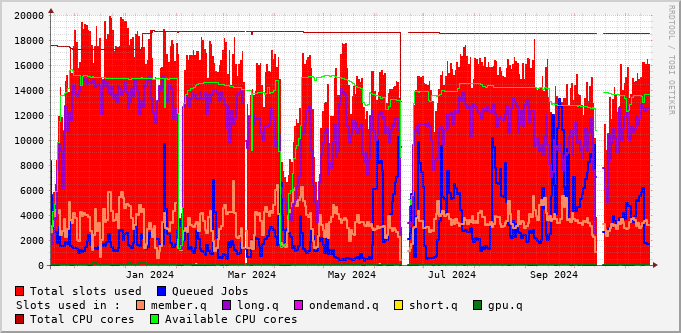 20000
18000
16000
14000
12000
10000
8000
6000
4000
2000
0
Jan 2024 Mar 2024 May 2024 Jul 2024 Sep 2024
RRDTOOL / TOBI OETIKER
Total slots used Queued Jobs
Slots used in : member.q long.q ondemand.q short.q gpu.q
Total CPU cores Available CPU cores